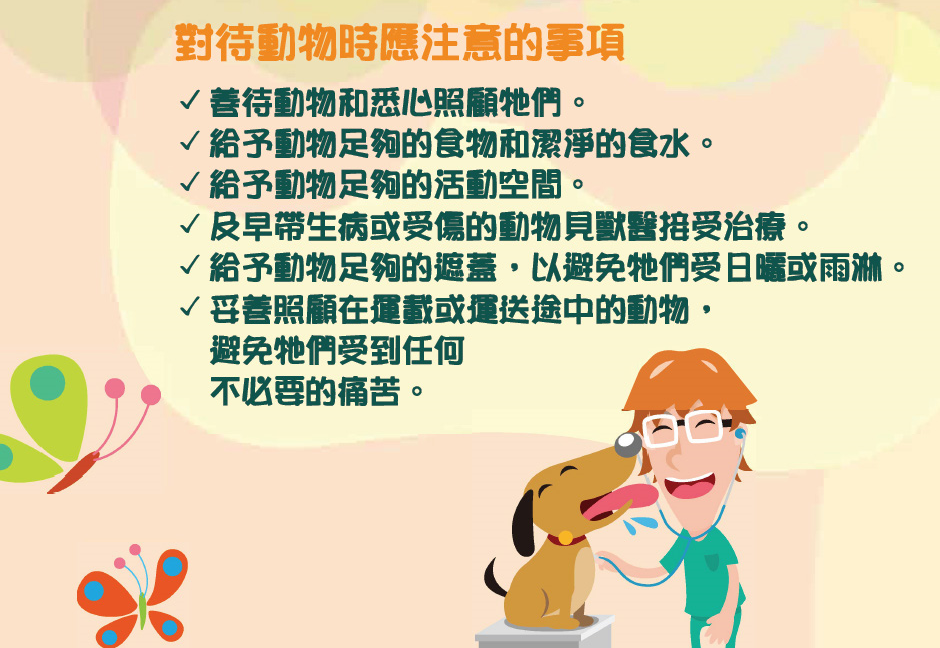 對待動物時應注意的事項
✓ 善待動物和悉心照顧牠們。
✓ 給予動物足夠的食物和潔淨的食水。
✓ 給予動物足夠的活動空間。
✓ 及早帶生病或受傷的動物見獸醫接受治療。
✓ 給予動物足夠的遮蓋，以避免牠們受日曬或雨淋。
✓ 妥善照顧在運載或運送途中的動物，
避免牠們受到任何
不必要的痛苦。